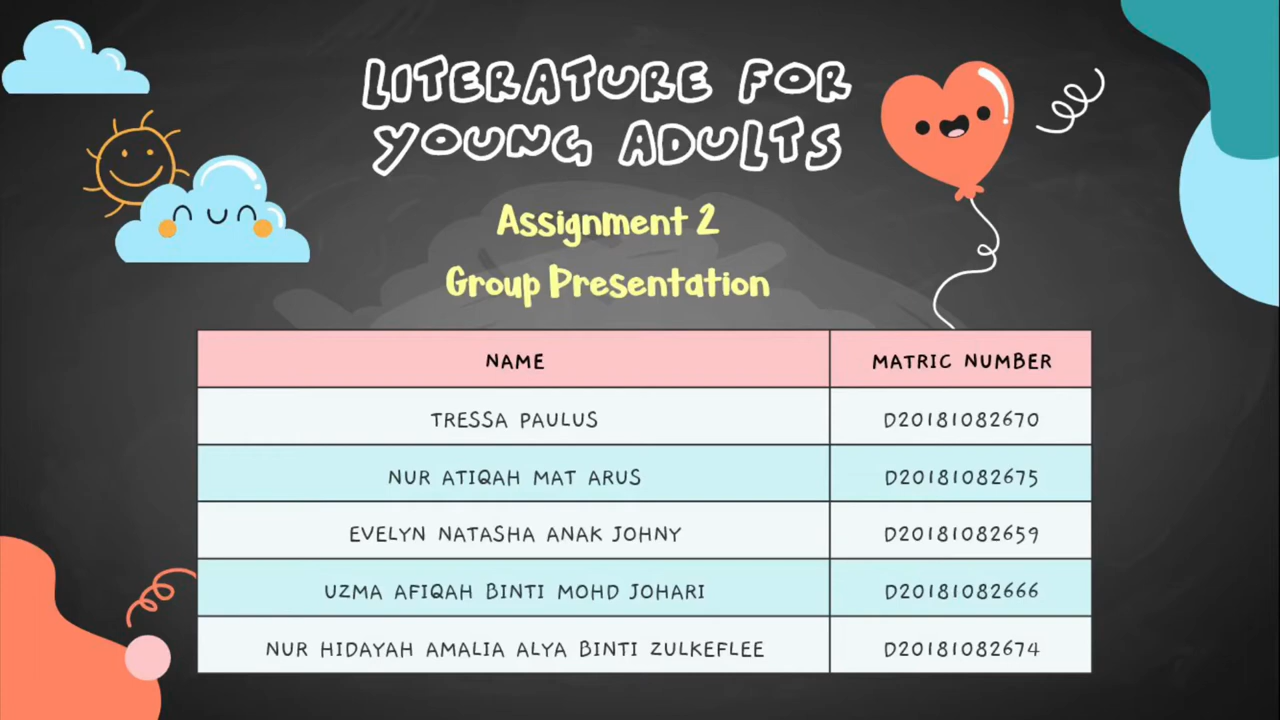 LITERATURE FOR
YOUNG ADULTS
Assignment 2
Group Presentation
NAME MATRIC NUMBER
TRESSA PAULUS D20181082670
NUR ATIQAH MAT ARUS D20181082675
EVELYN NATASHA ANAK JOHNY D20181082659
UZMA AFIQAH BINTI MOHD JOHARI D20181082666
NUR HIDAYAH AMALIA ALYA BINTI ZULKEFLEE D20181082674